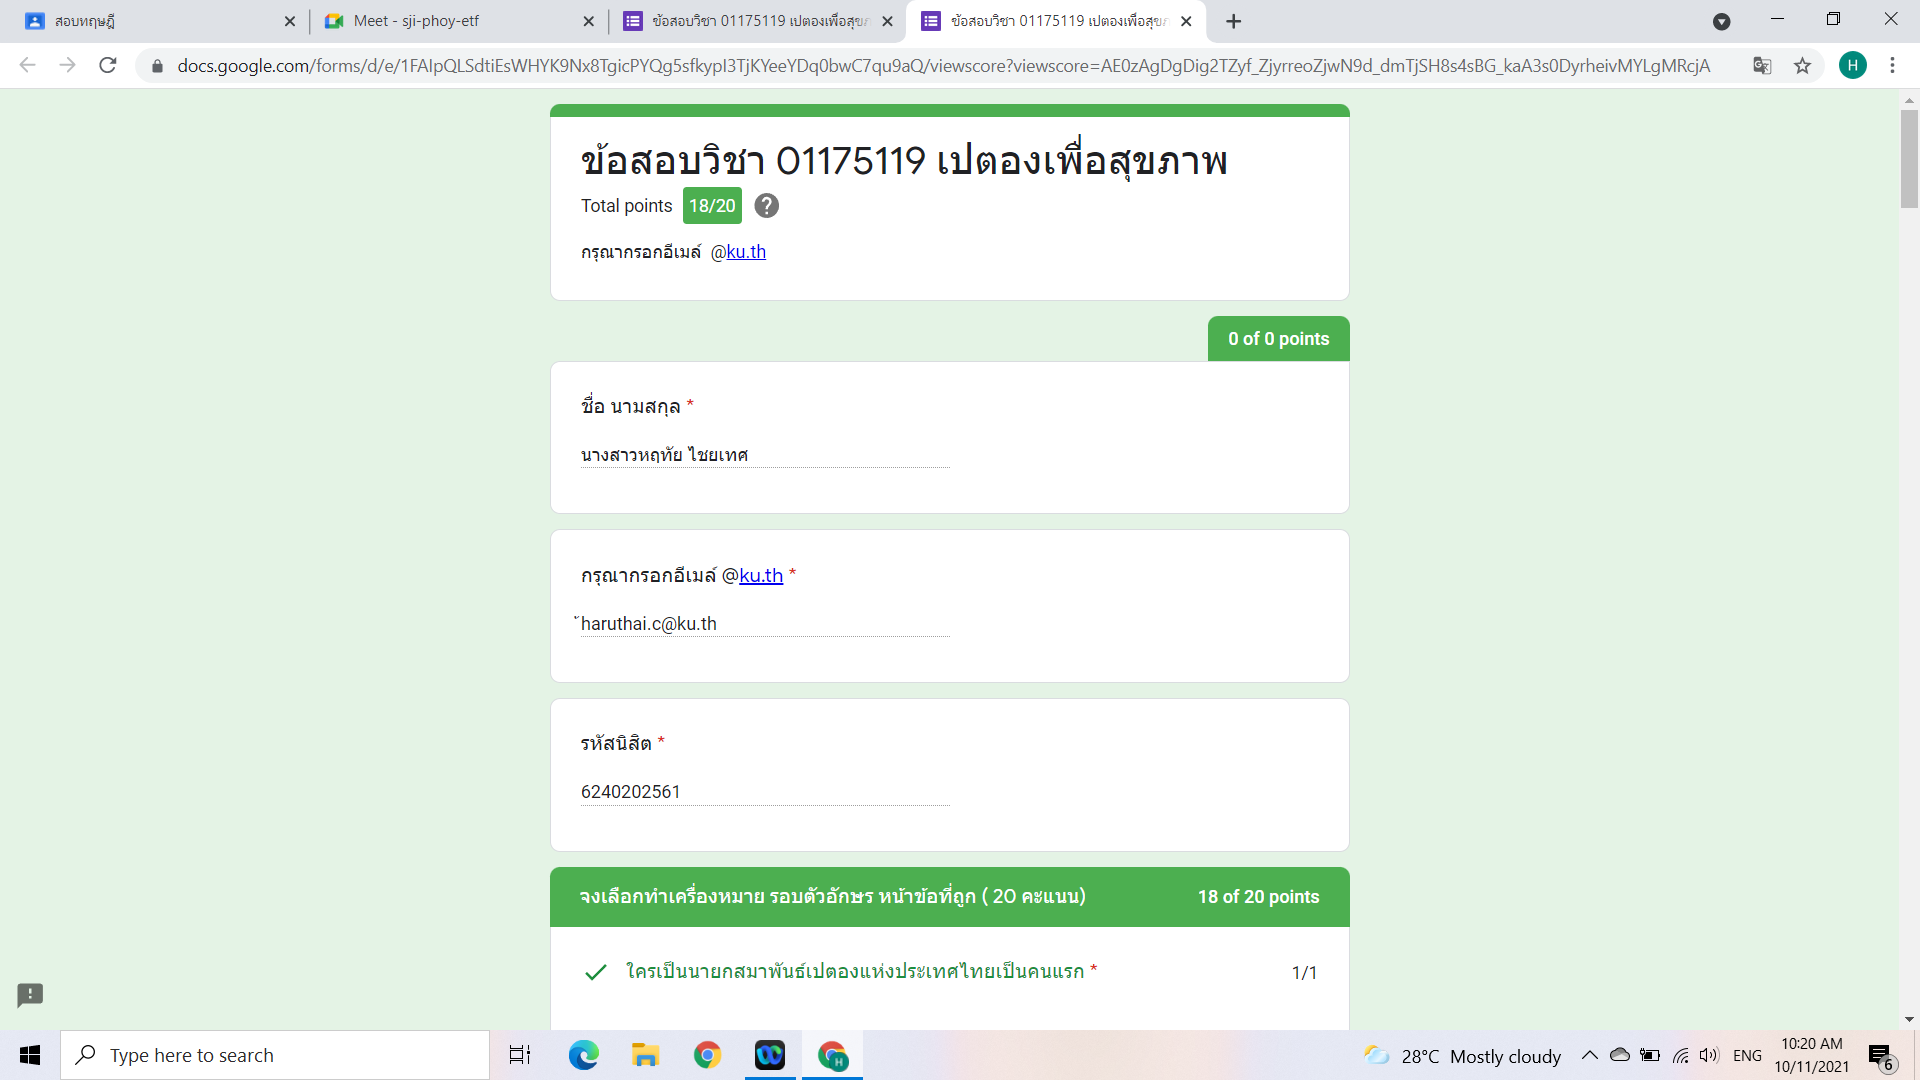 สอบทฤษฎี
Meet - sji-phoy-etf
ข้อสอบวิชา 01175119 เปตองเพื่อสุขภ
ข้อสอบวิชา 01175119 เปตองเพื่อสุขภ
docs.google.com/forms/d/e/1FAIpQLSdtiEsWHYK9Nx8TgicPYQg5sfkypI3TjKYeeYDq0bwC7qu9aQ/viewscore?viewscore=AE0zAgDgDig2TZyf_ZjyrreoZjwN9d_dmTjSH8s4sBG_kaA3s0DyrheivMYLgMRcjA
H
ข้อสอบวิชา 01175119 เปตองเพื่อสุขภาพ
Total points 18/20 ?
กรุณากรอกอีเมล์ @ku.th
0 of 0 points
ชื่อ นามสกุล *
นางสาวหฤทัย ไชยเทศ
กรุณากรอกอีเมล์ @ku.th *
้haruthai.c@ku.th
รหัสนิสิต *
6240202561
จงเลือกทำเครื่องหมาย รอบตัวอักษร หน้าข้อที่ถูก ( 20 คะแนน) 18 of 20 points
ใครเป็นนายกสมาพันธ์เปตองแห่งประเทศไทยเป็นคนแรก * 1/1
Type here to search
H
28°C Mostly cloudy
ENG
10:20 AM
10/11/2021
6